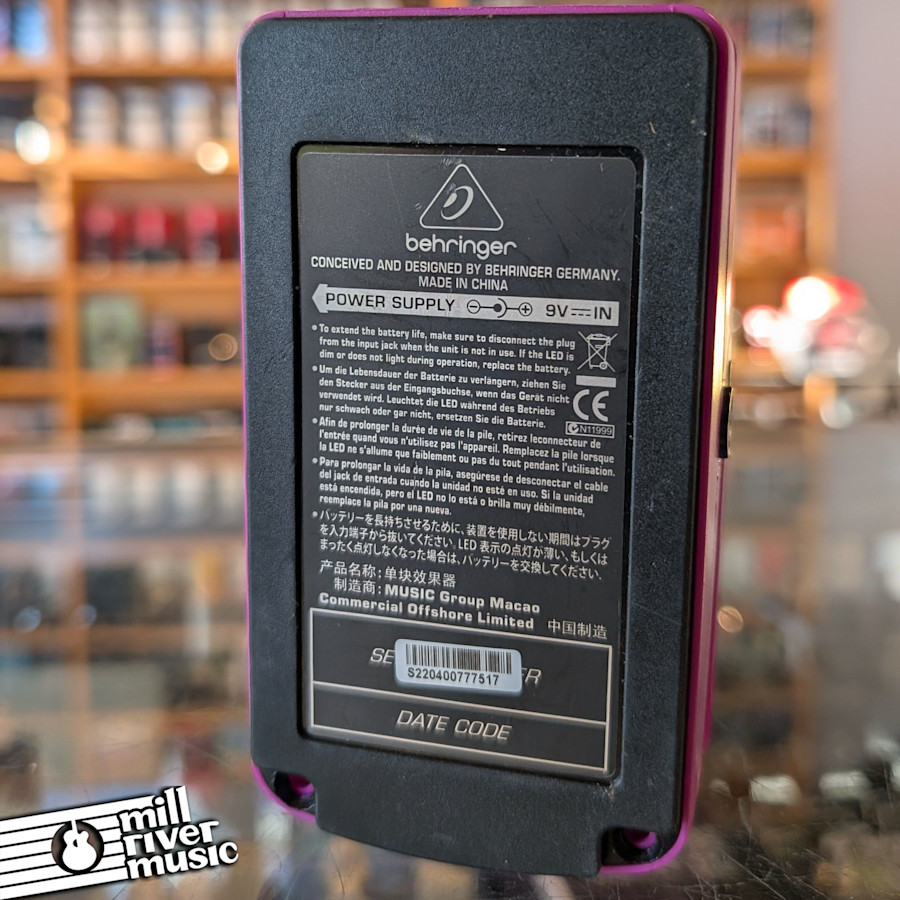 behringer
CONCEIVED AND DESIGNED BY BEHRINGER GERMANY.
MADE IN CHINA
POWER SUPPLY 9V IN
• To extend the battery life, make sure to disconnect the plug
from the input jack when the unit is not in use. If the LED is
dim or does not light during operation, replace the battery.
• Um die Lebensdauer der Batterie zu verlängern, ziehen Sie
den Stecker aus der Eingangsbuchse, wenn das Gerät nicht
verwendet wird. Leuchtet die LED während des Betriebs
nur schwach oder gar nicht, ersetzen Sie die Batterie.
CE
N11999
• Afin de prolonger la durée de vie de la pile, retirez leconnecteur de
l'entrée quand vous n'utilisez pas l'appareil. Remplacez la pile lorsque
la LED ne s'allume que faiblement ou pas du tout pendant l'utilisation.
• Para prolongar la vida de la pila, asegúrese de desconectar el cable
del jack de entrada cuando la unidad no esté en uso. Si la unidad
está encendida, pero el LED no lo está o brilla muy débilmente,
reemplace la pila por una nueva.
• バッテリーを長持ちさせるために、装置を使用しない期間はプラグ
を入力端子から抜いてください。LED 表示の点灯が薄い、もしくは
まったく点灯しなくなった場合は、バッテリーを交換してください。
产品名称: 单块效果器
制造商: MUSIC Group Macao
Commercial Offshore Limited 中国制造
SE ER
S220400777517
DATE CODE
mill
river
music